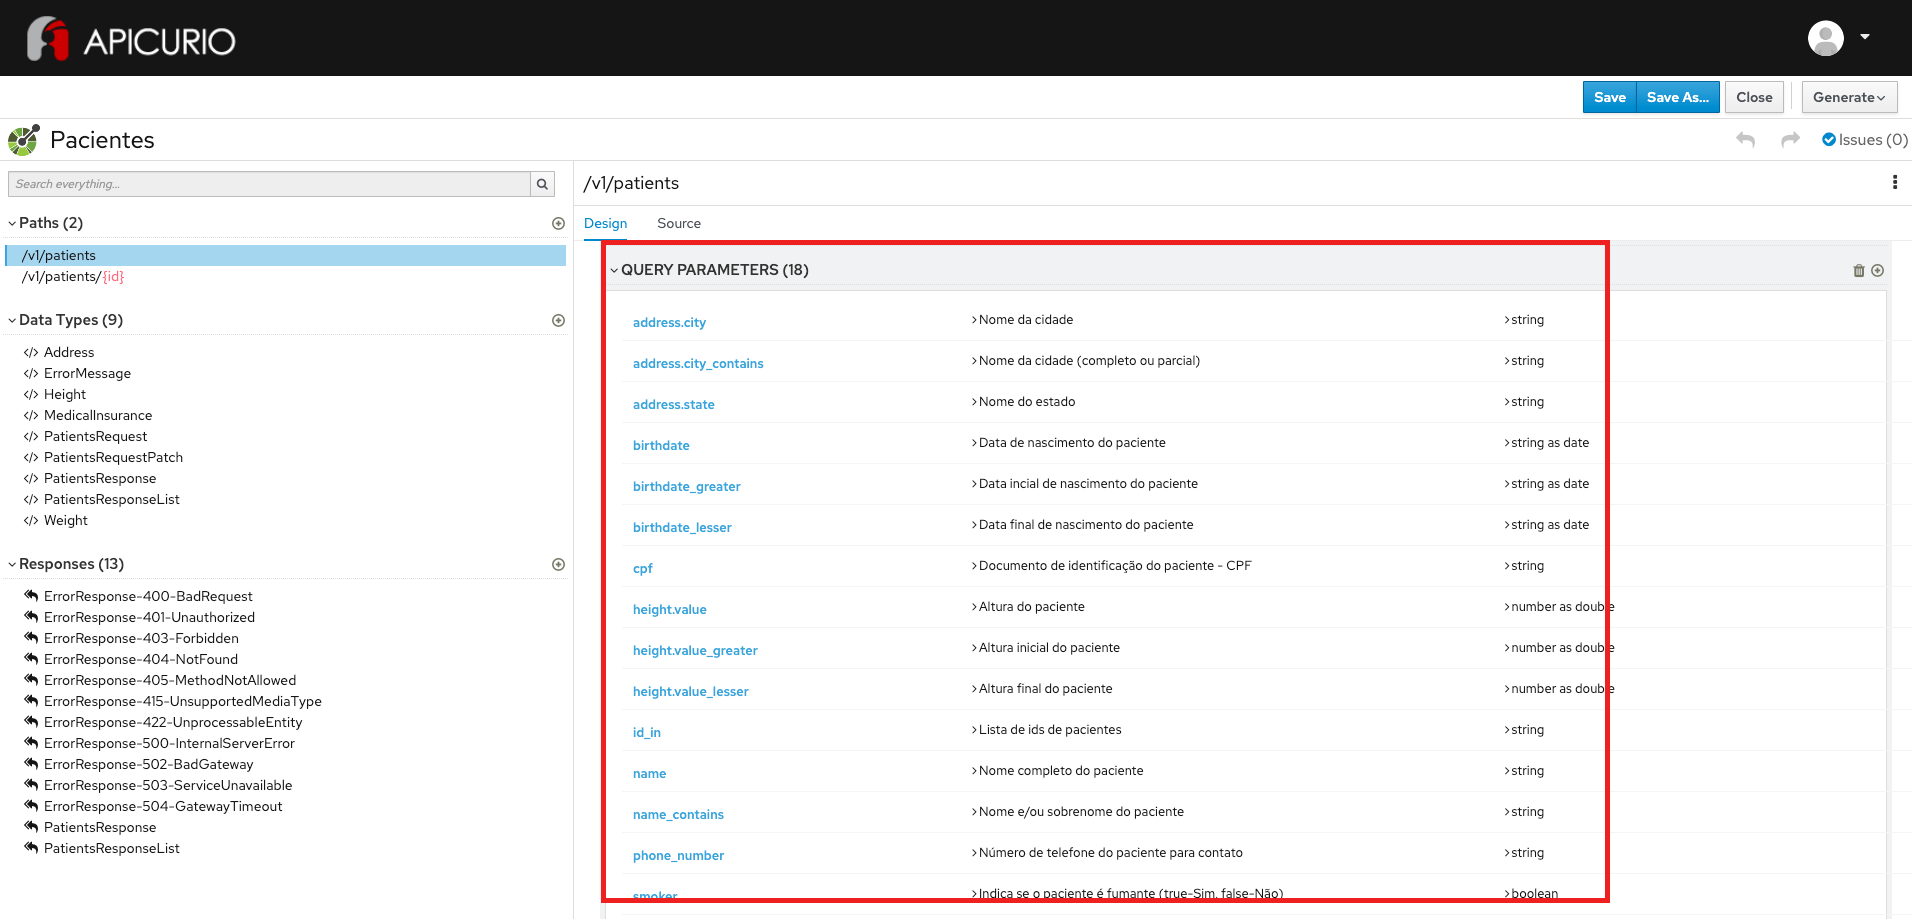 APICURIO
Save
Save As...
Close
Generate
Pacientes
Issues (0)
Search everything...
Paths (2)
/v1/patients
/v1/patients/{id}
Data Types (9)
</> Address
</> ErrorMessage
</> Height
</> MedicalInsurance
</> PatientsRequest
</> PatientsRequestPatch
</> PatientsResponse
</> PatientsResponseList
</> Weight
Responses (13)
ErrorResponse-400-BadRequest
ErrorResponse-401-Unauthorized
ErrorResponse-403-Forbidden
ErrorResponse-404-NotFound
ErrorResponse-405-MethodNotAllowed
ErrorResponse-415-UnsupportedMediaType
ErrorResponse-422-UnprocessableEntity
ErrorResponse-500-InternalServerError
ErrorResponse-502-BadGateway
ErrorResponse-503-ServiceUnavailable
ErrorResponse-504-GatewayTimeout
PatientsResponse
PatientsResponseList
/v1/patients
Design Source
QUERY PARAMETERS (18)
address.city Nome da cidade string
address.city_contains Nome da cidade (completo ou parcial) string
address.state Nome do estado string
birthdate Data de nascimento do paciente string as date
birthdate_greater Data incial de nascimento do paciente string as date
birthdate_lesser Data final de nascimento do paciente string as date
cpf Documento de identificação do paciente - CPF string
height.value Altura do paciente number as double
height.value_greater Altura inicial do paciente number as double
height.value_lesser Altura final do paciente number as double
id_in Lista de ids de pacientes string
name Nome completo do paciente string
name_contains Nome e/ou sobrenome do paciente string
phone_number Número de telefone do paciente para contato string
smoker Indica se o paciente é fumante (true-Sim, false-Não) boolean